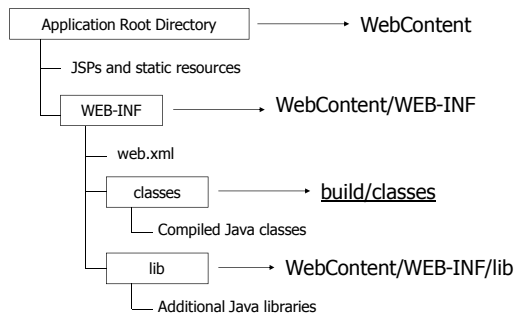 Application Root Directory
WebContent
JSPs and static resources
WEB-INF
WebContent/WEB-INF
web.xml
classes
build/classes
Compiled Java classes
lib
WebContent/WEB-INF/lib
Additional Java libraries